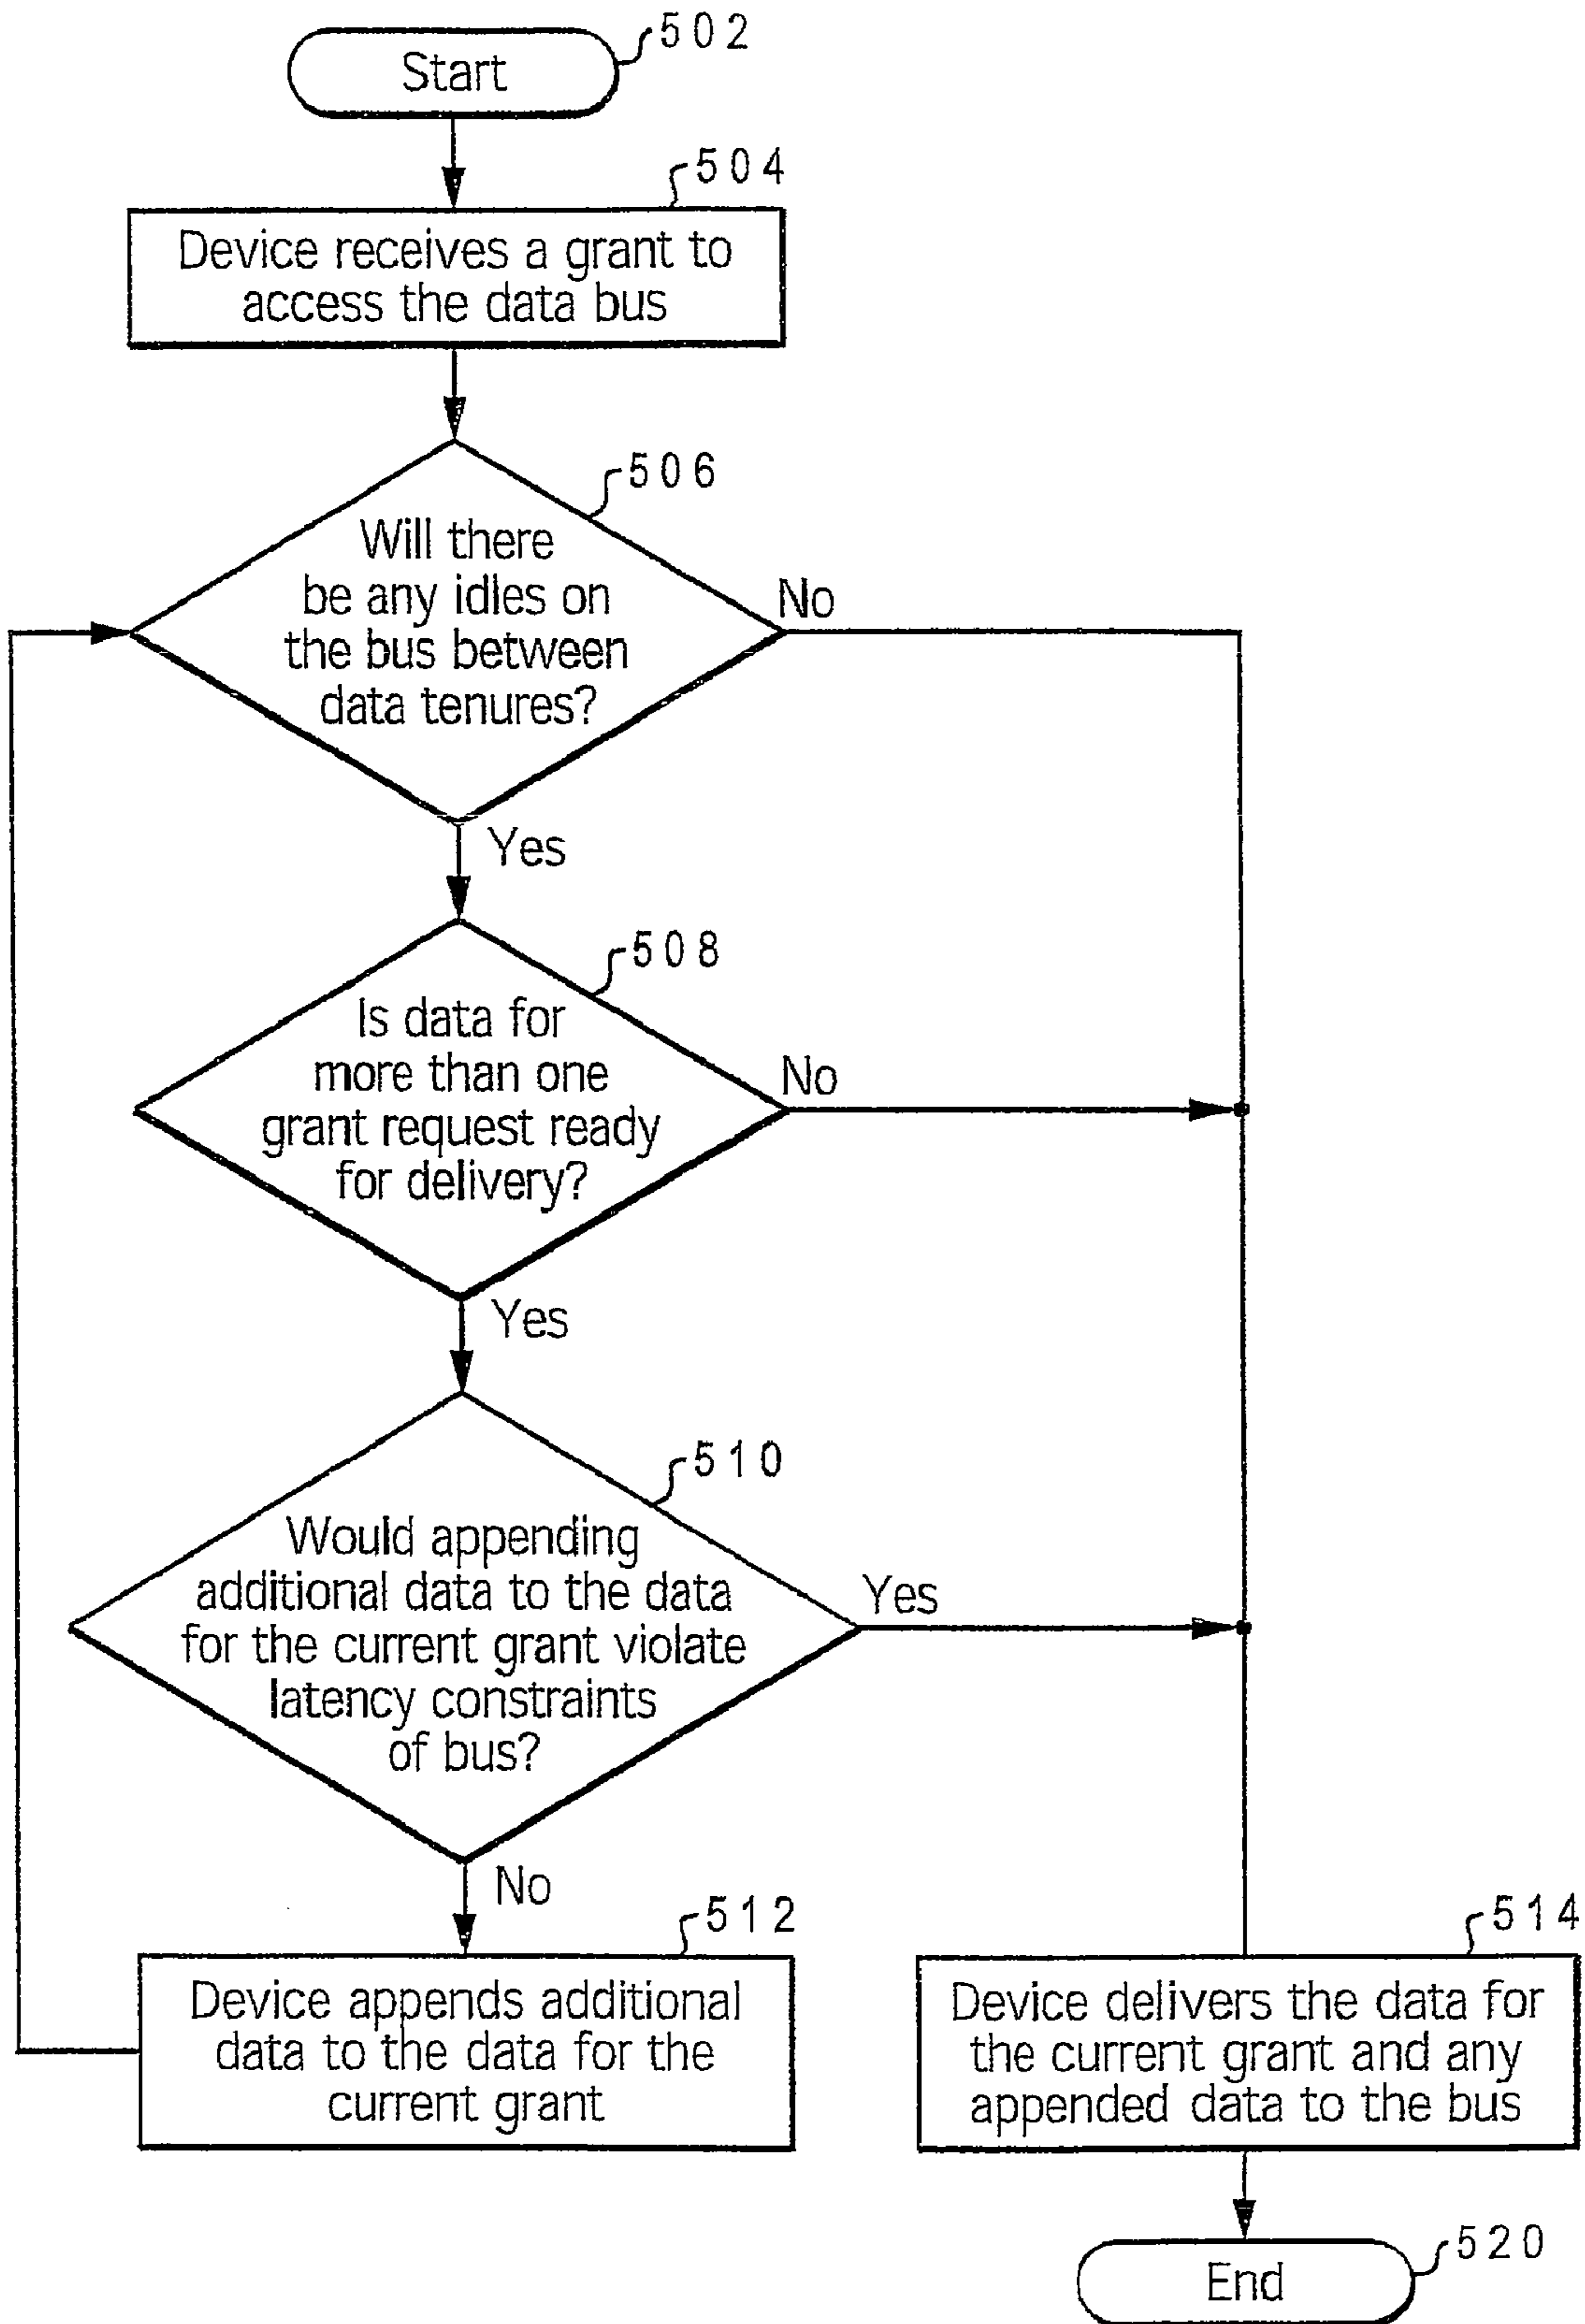 502
Start
504
Device receives a grant to
access the data bus
506
Will there
be any idles on
the bus between
data tenures?
No
Yes
508
Is data for
more than one
grant request ready
for delivery?
No
Yes
510
Would appending
additional data to the data
for the current grant violate
latency constraints
of bus?
Yes
No
512
Device appends additional
data to the data for the
current grant
514
Device delivers the data for
the current grant and any
appended data to the bus
520
End